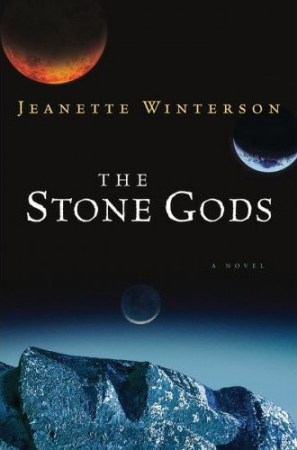 JEANETTE WINTERSON
THE
STONE GODS
A NOVEL